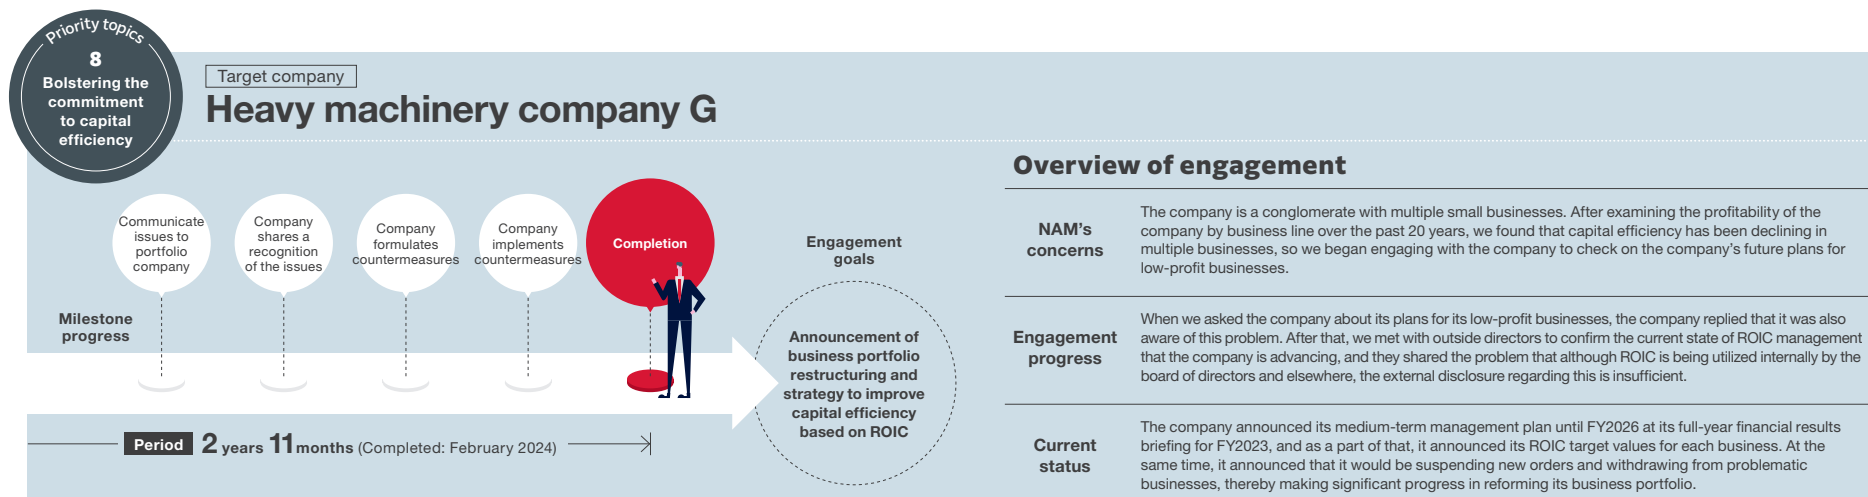 Priority topics
8
Bolstering the
commitment
to capital
efficiency
Target company
Heavy machinery company G
Communicate
issues to
portfolio
company
Company
shares a
recognition
of the issues
Company
formulates
countermeasures
Company
implements
countermeasures
Completion
Milestone
progress
Engagement
goals
Announcement of
business portfolio
restructuring and
strategy to improve
capital efficiency
based on ROIC
Period 2 years 11 months (Completed: February 2024)
Overview of engagement
NAM's
concerns
The company is a conglomerate with multiple small businesses. After examining the profitability of the
company by business line over the past 20 years, we found that capital efficiency has been declining in
multiple businesses, so we began engaging with the company to check on the company's future plans for
low-profit businesses.
Engagement
progress
When we asked the company about its plans for its low-profit businesses, the company replied that it was also
aware of this problem. After that, we met with outside directors to confirm the current state of ROIC management
that the company is advancing, and they shared the problem that although ROIC is being utilized internally by the
board of directors and elsewhere, the external disclosure regarding this is insufficient.
Current
status
The company announced its medium-term management plan until FY2026 at its full-year financial results
briefing for FY2023, and as a part of that, it announced its ROIC target values for each business. At the
same time, it announced that it would be suspending new orders and withdrawing from problematic
businesses, thereby making significant progress in reforming its business portfolio.